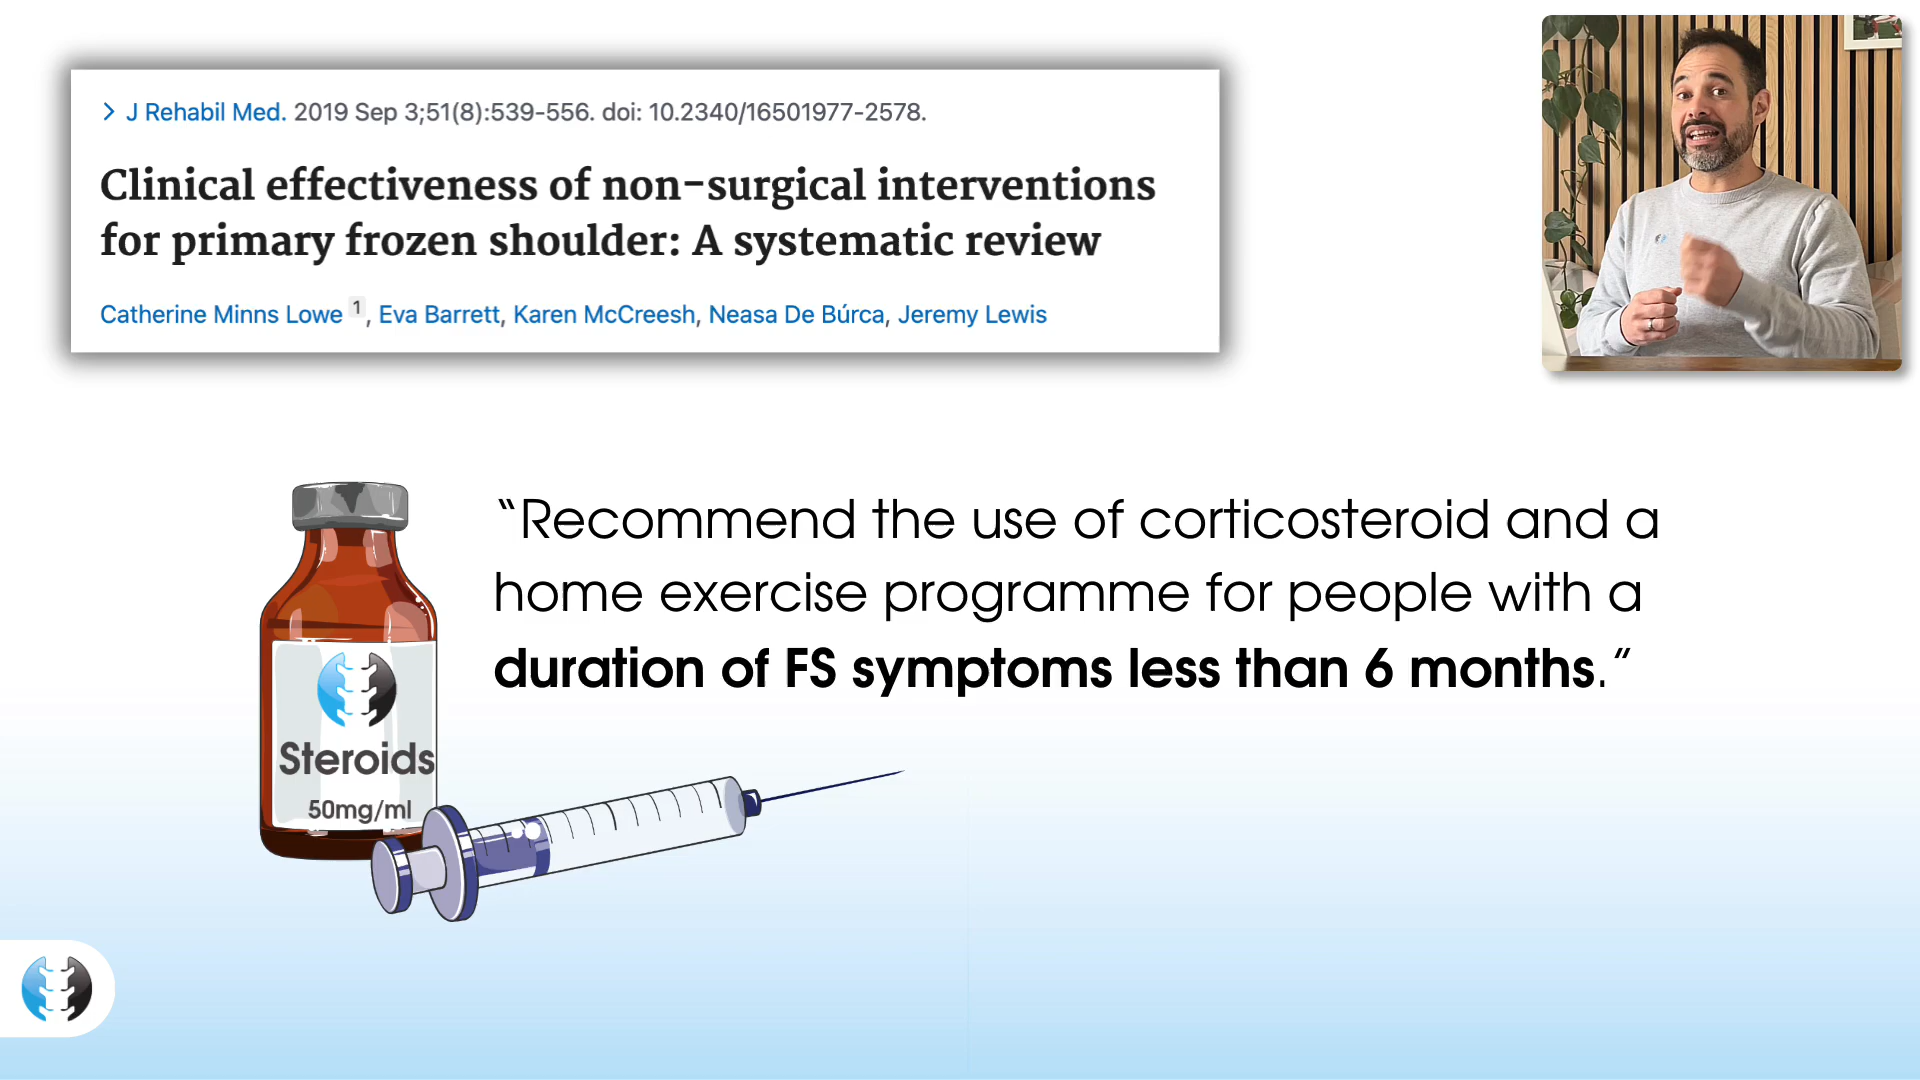 > J Rehabil Med. 2019 Sep 3;51(8):539-556. doi: 10.2340/16501977-2578.
Clinical effectiveness of non-surgical interventions
for primary frozen shoulder: A systematic review
Catherine Minns Lowe 1, Eva Barrett, Karen McCreesh, Neasa De Búrca, Jeremy Lewis
“Recommend the use of corticosteroid and a
home exercise programme for people with a
duration of FS symptoms less than 6 months.”
Steroids
50mg/ml